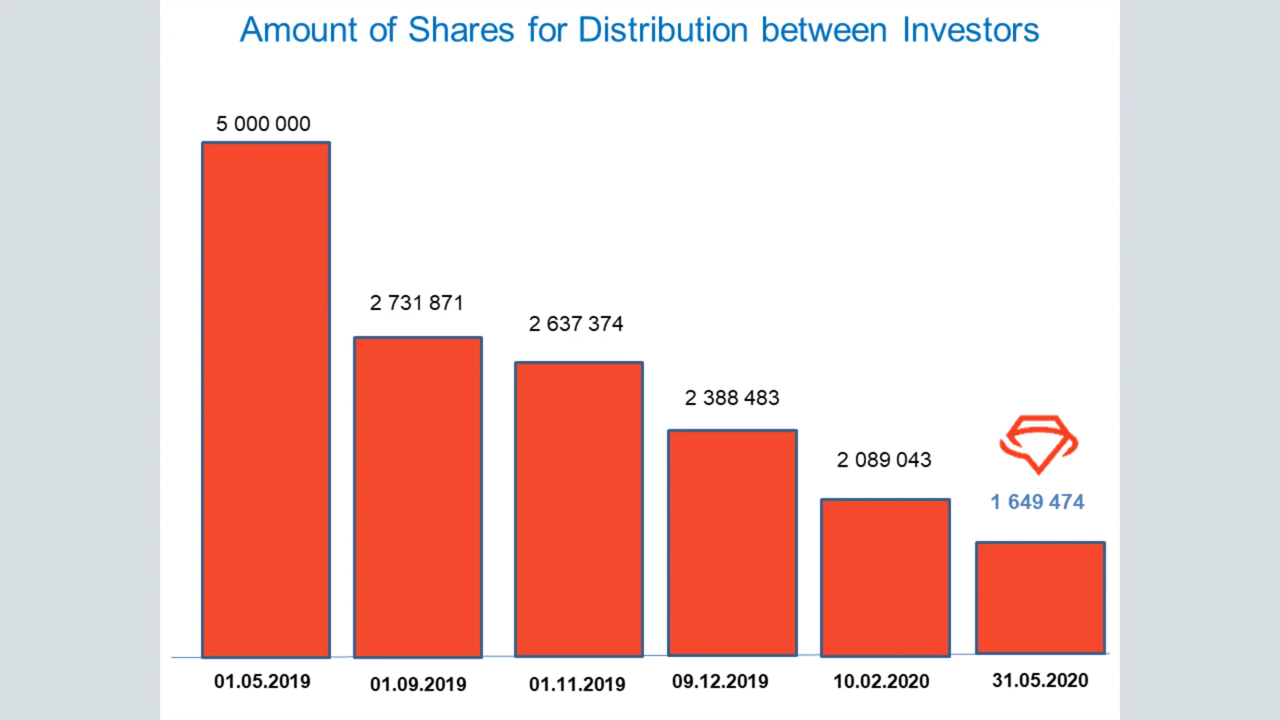 Amount of Shares for Distribution between Investors
5 000 000
2 731 871
2 637 374
2 388 483
2 089 043
1 649 474
01.05.2019
01.09.2019
01.11.2019
09.12.2019
10.02.2020
31.05.2020